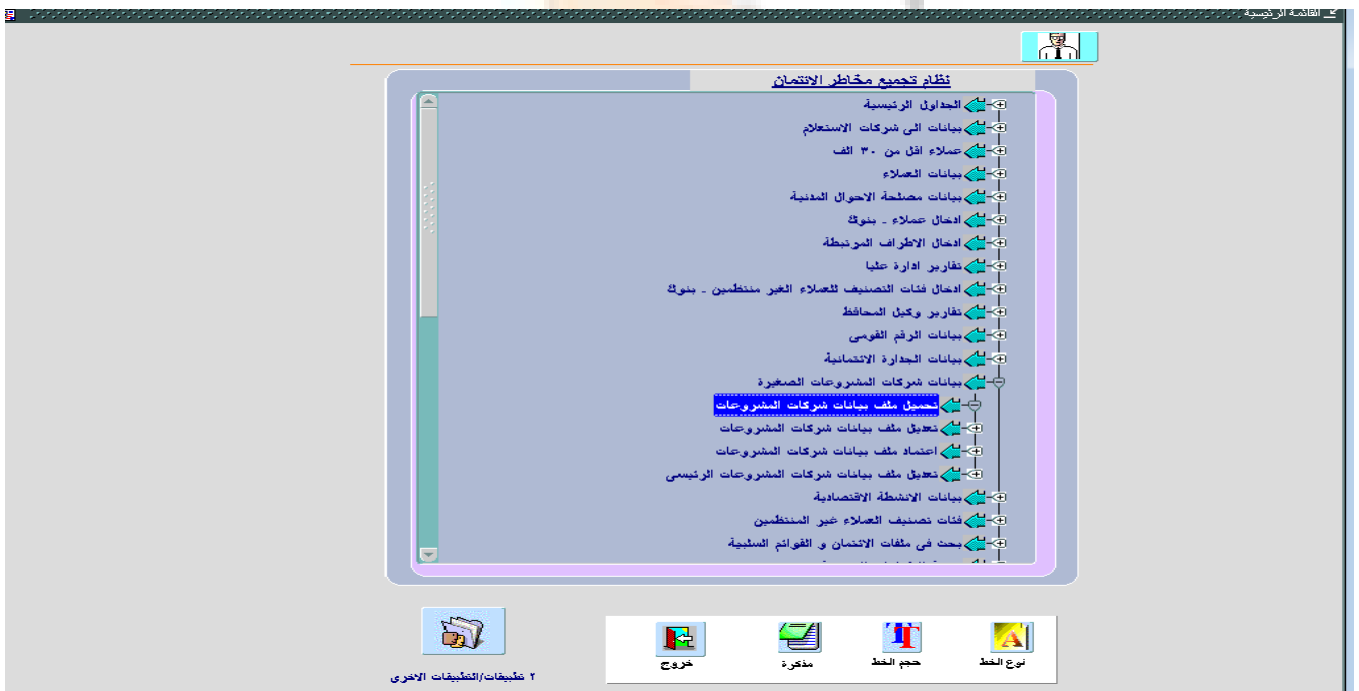 القائمة الرئيسية
نظام تجميع مخاطر الائتمان
الجداول الرئيسية
بيانات الى شركات الاستعلام
عملاء اقل من ٣٠ الف
بيانات العملاء
بيانات مصلحة الاحوال المدنية
ادخال عملاء - بنوك
ادخال الاطراف المرتبطة
تقارير ادارة عليا
ادخال فئات التصنيف للعملاء الغير منتظمين - بنوك
تقارير وكيل المحافظ
بيانات الرقم القومى
بيانات الجدارة الائتمانية
بيانات شركات المشروعات الصغيرة
تحميل ملف بيانات شركات المشروعات
تعديل ملف بيانات شركات المشروعات
اعتماد ملف بيانات شركات المشروعات
تعديل ملف بيانات شركات المشروعات الرئيسى
بيانات الانشطة الاقتصادية
فئات تصنيف العملاء غير المنتظمين
بحث فى ملفات الائتمان و القوائم السلبية
نوع الخط
حجم الخط
مذكرة
خروج
٢ تطبيقات/التطبيقات الاخرى